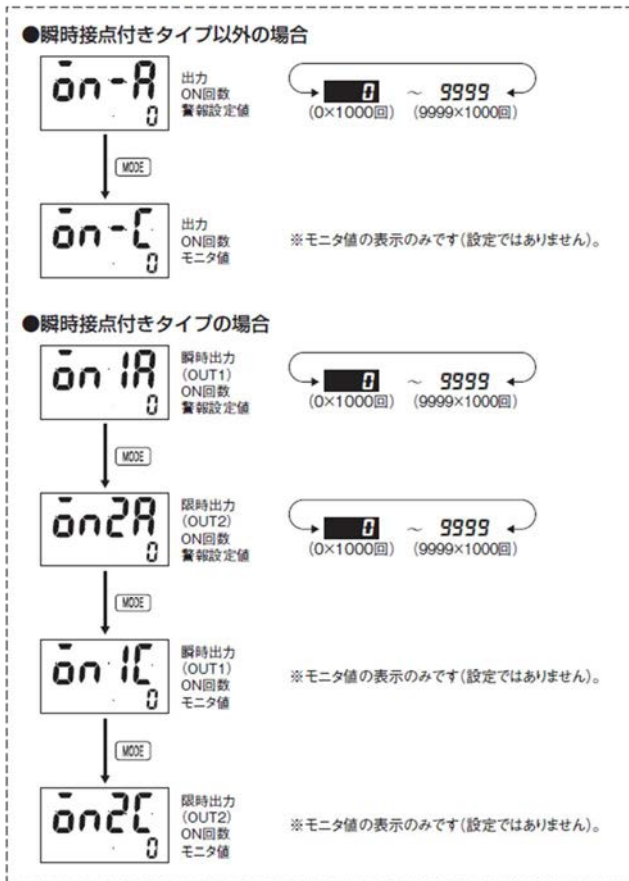 ●瞬時接点付きタイプ以外の場合
on-A
0
出力
ON回数
警報設定値
0 ～ 9999
(0×1000回) (9999×1000回)
MODE
on-C
0
出力
ON回数
モニタ値
※モニタ値の表示のみです(設定ではありません)。
●瞬時接点付きタイプの場合
on1A
0
瞬時出力
(OUT1)
ON回数
警報設定値
0 ～ 9999
(0×1000回) (9999×1000回)
MODE
on2A
0
限時出力
(OUT2)
ON回数
警報設定値
0 ～ 9999
(0×1000回) (9999×1000回)
MODE
on1C
0
瞬時出力
(OUT1)
ON回数
モニタ値
※モニタ値の表示のみです(設定ではありません)。
MODE
on2C
0
限時出力
(OUT2)
ON回数
モニタ値
※モニタ値の表示のみです(設定ではありません)。